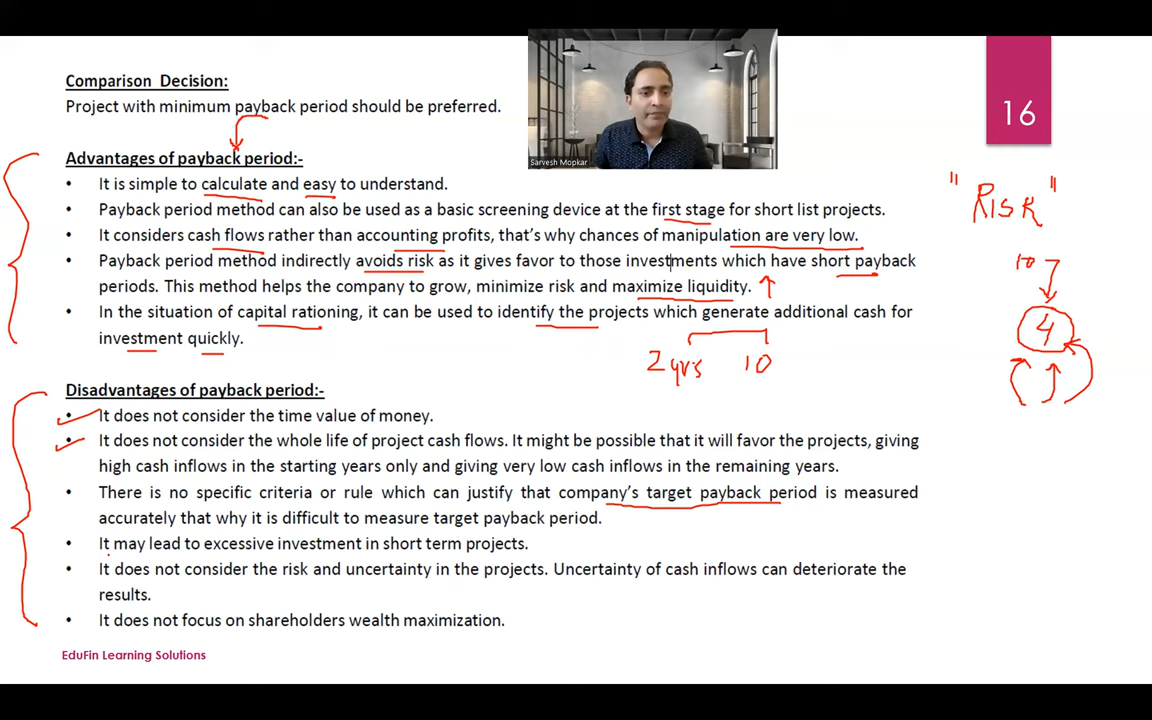 Comparison Decision:
Project with minimum payback period should be preferred.
16
Advantages of payback period:-
• It is simple to calculate and easy to understand.
• Payback period method can also be used as a basic screening device at the first stage for short list projects.
• It considers cash flows rather than accounting profits, that's why chances of manipulation are very low.
• Payback period method indirectly avoids risk as it gives favor to those investments which have short payback
periods. This method helps the company to grow, minimize risk and maximize liquidity.
• In the situation of capital rationing, it can be used to identify the projects which generate additional cash for
investment quickly.
Sarvesh Mopkar
"RISK"
10
4
2yrs 10
Disadvantages of payback period:-
• It does not consider the time value of money.
• It does not consider the whole life of project cash flows. It might be possible that it will favor the projects, giving
high cash inflows in the starting years only and giving very low cash inflows in the remaining years.
• There is no specific criteria or rule which can justify that company's target payback period is measured
accurately that why it is difficult to measure target payback period.
• It may lead to excessive investment in short term projects.
• It does not consider the risk and uncertainty in the projects. Uncertainty of cash inflows can deteriorate the
results.
• It does not focus on shareholders wealth maximization.
EduFin Learning Solutions